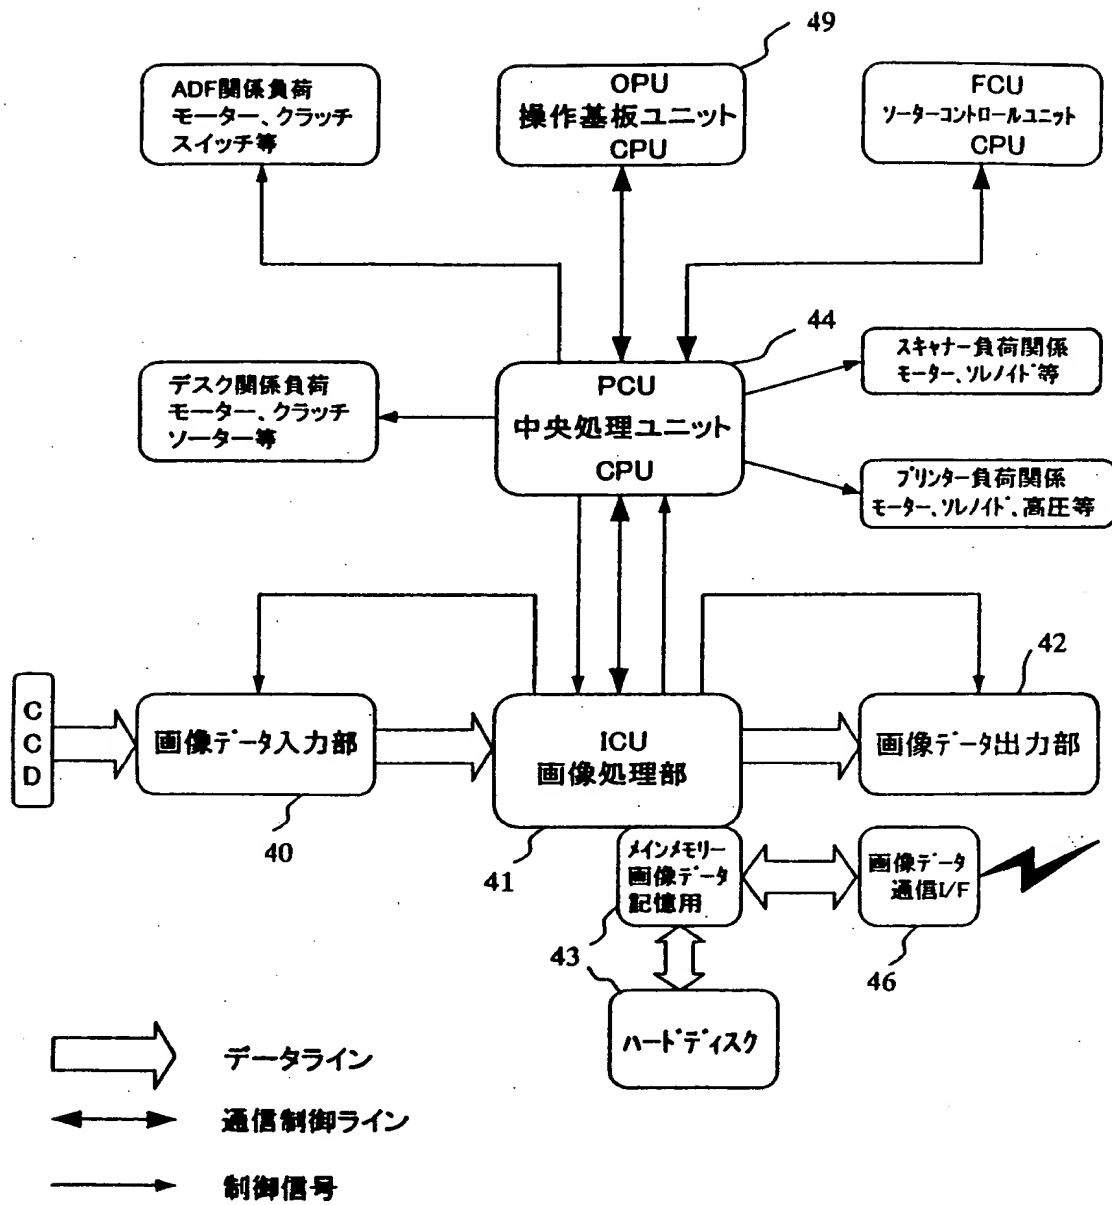 49
ADF関係負荷
モーター、クラッチ
スイッチ等
OPU
操作基板ユニット
CPU
FCU
ソーターコントロールユニット
CPU
44
デスク関係負荷
モーター、クラッチ
ソーター等
PCU
中央処理ユニット
CPU
スキャナー負荷関係
モーター、ソレノイド等
プリンター負荷関係
モーター、ソレノイド、高圧等
42
CCD
画像データ入力部
ICU
画像処理部
画像データ出力部
40
41
メインメモリー
画像データ
記憶用
画像データ
通信I/F
43
46
ハードディスク
データライン
通信制御ライン
制御信号